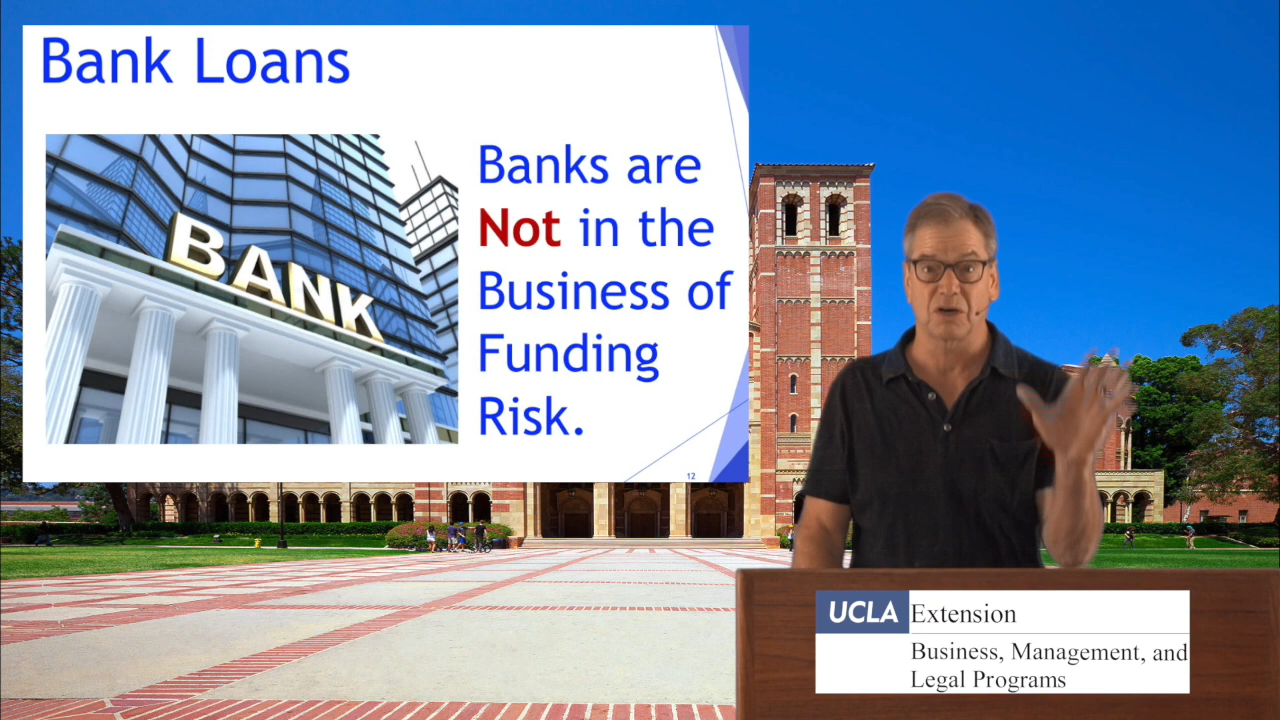 Bank Loans
BANK
Banks are
Not in the
Business of
Funding
Risk.
12
UCLA Extension
Business, Management, and
Legal Programs